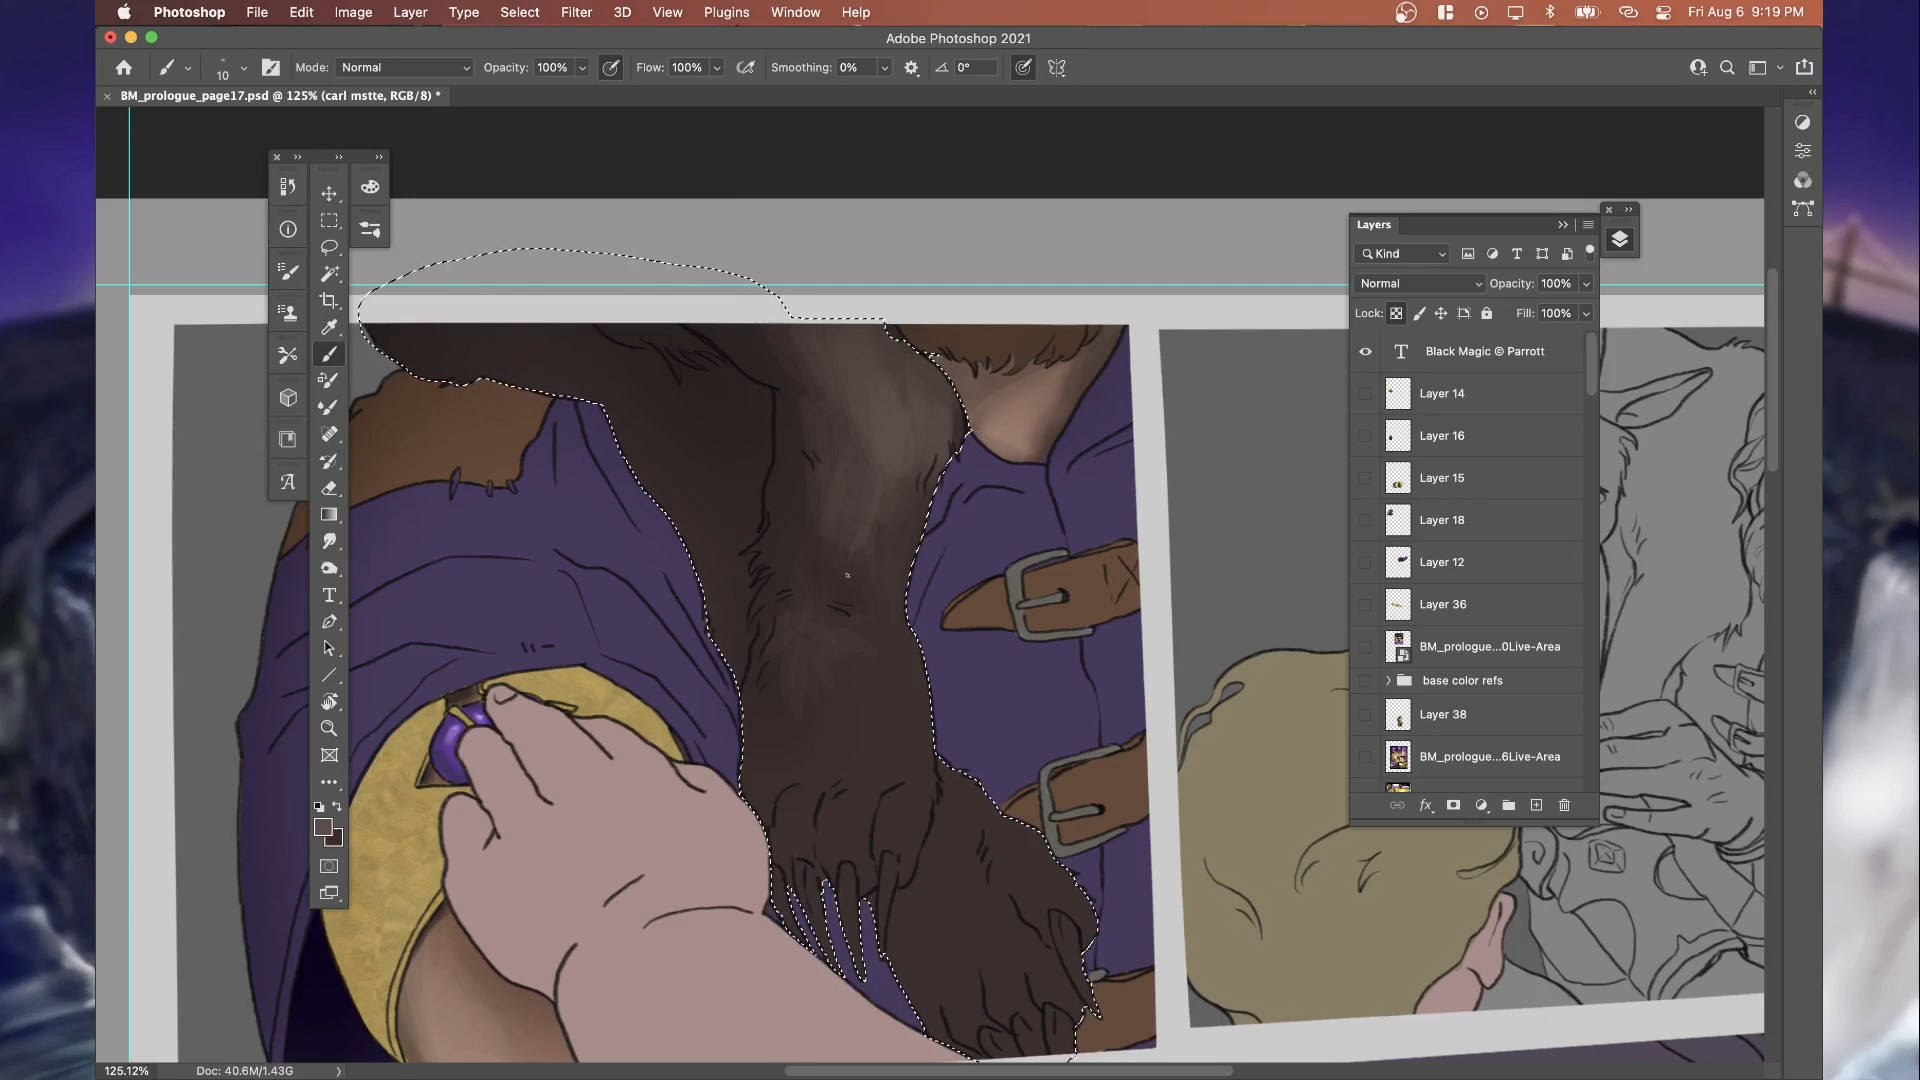 Photoshop File Edit Image Layer Type Select Filter 3D View Plugins Window Help Fri Aug 6 9:19 PM
Adobe Photoshop 2021
10 Mode: Normal Opacity: 100% Flow: 100% Smoothing: 0% 0°
BM_prologue_page17.psd @ 125% (carl mstte, RGB/8) *
Layers
Kind
Normal Opacity: 100%
Lock: Fill: 100%
Black Magic © Parrott
Layer 14
Layer 16
Layer 15
Layer 18
Layer 12
Layer 36
BM_prologue...0Live-Area
base color refs
Layer 38
BM_prologue...6Live-Area
125.12% Doc: 40.6M/1.43G